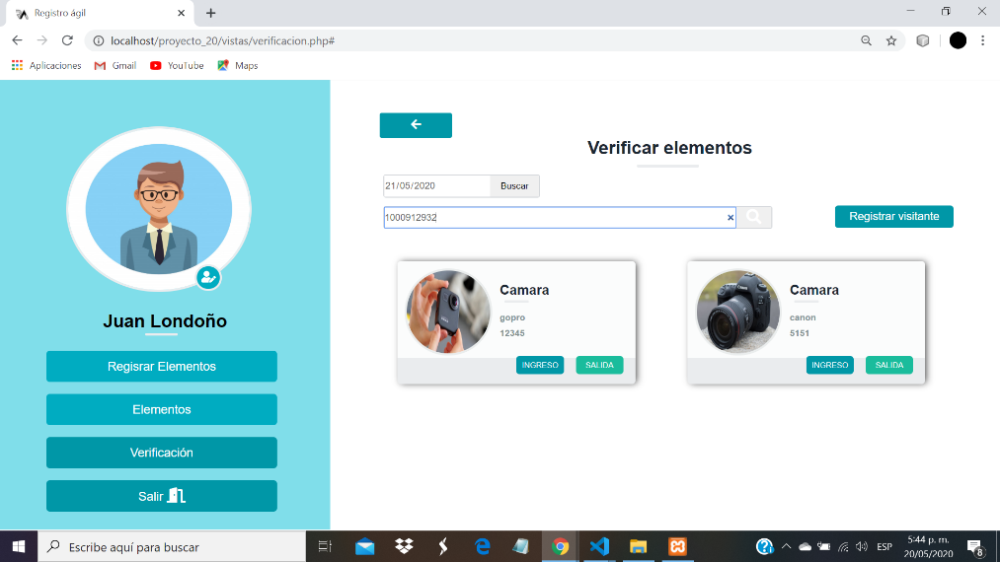 Registro ágil
localhost/proyecto_20/vistas/verificacion.php#
Aplicaciones
Gmail
YouTube
Maps
Verificar elementos
21/05/2020
Buscar
1000912932
Registrar visitante
Camara
gopro
12345
INGRESO
SALIDA
Camara
canon
5151
INGRESO
SALIDA
Juan Londoño
Regisrar Elementos
Elementos
Verificación
Salir
Escribe aquí para buscar
ESP
5:44 p. m.
20/05/2020
8